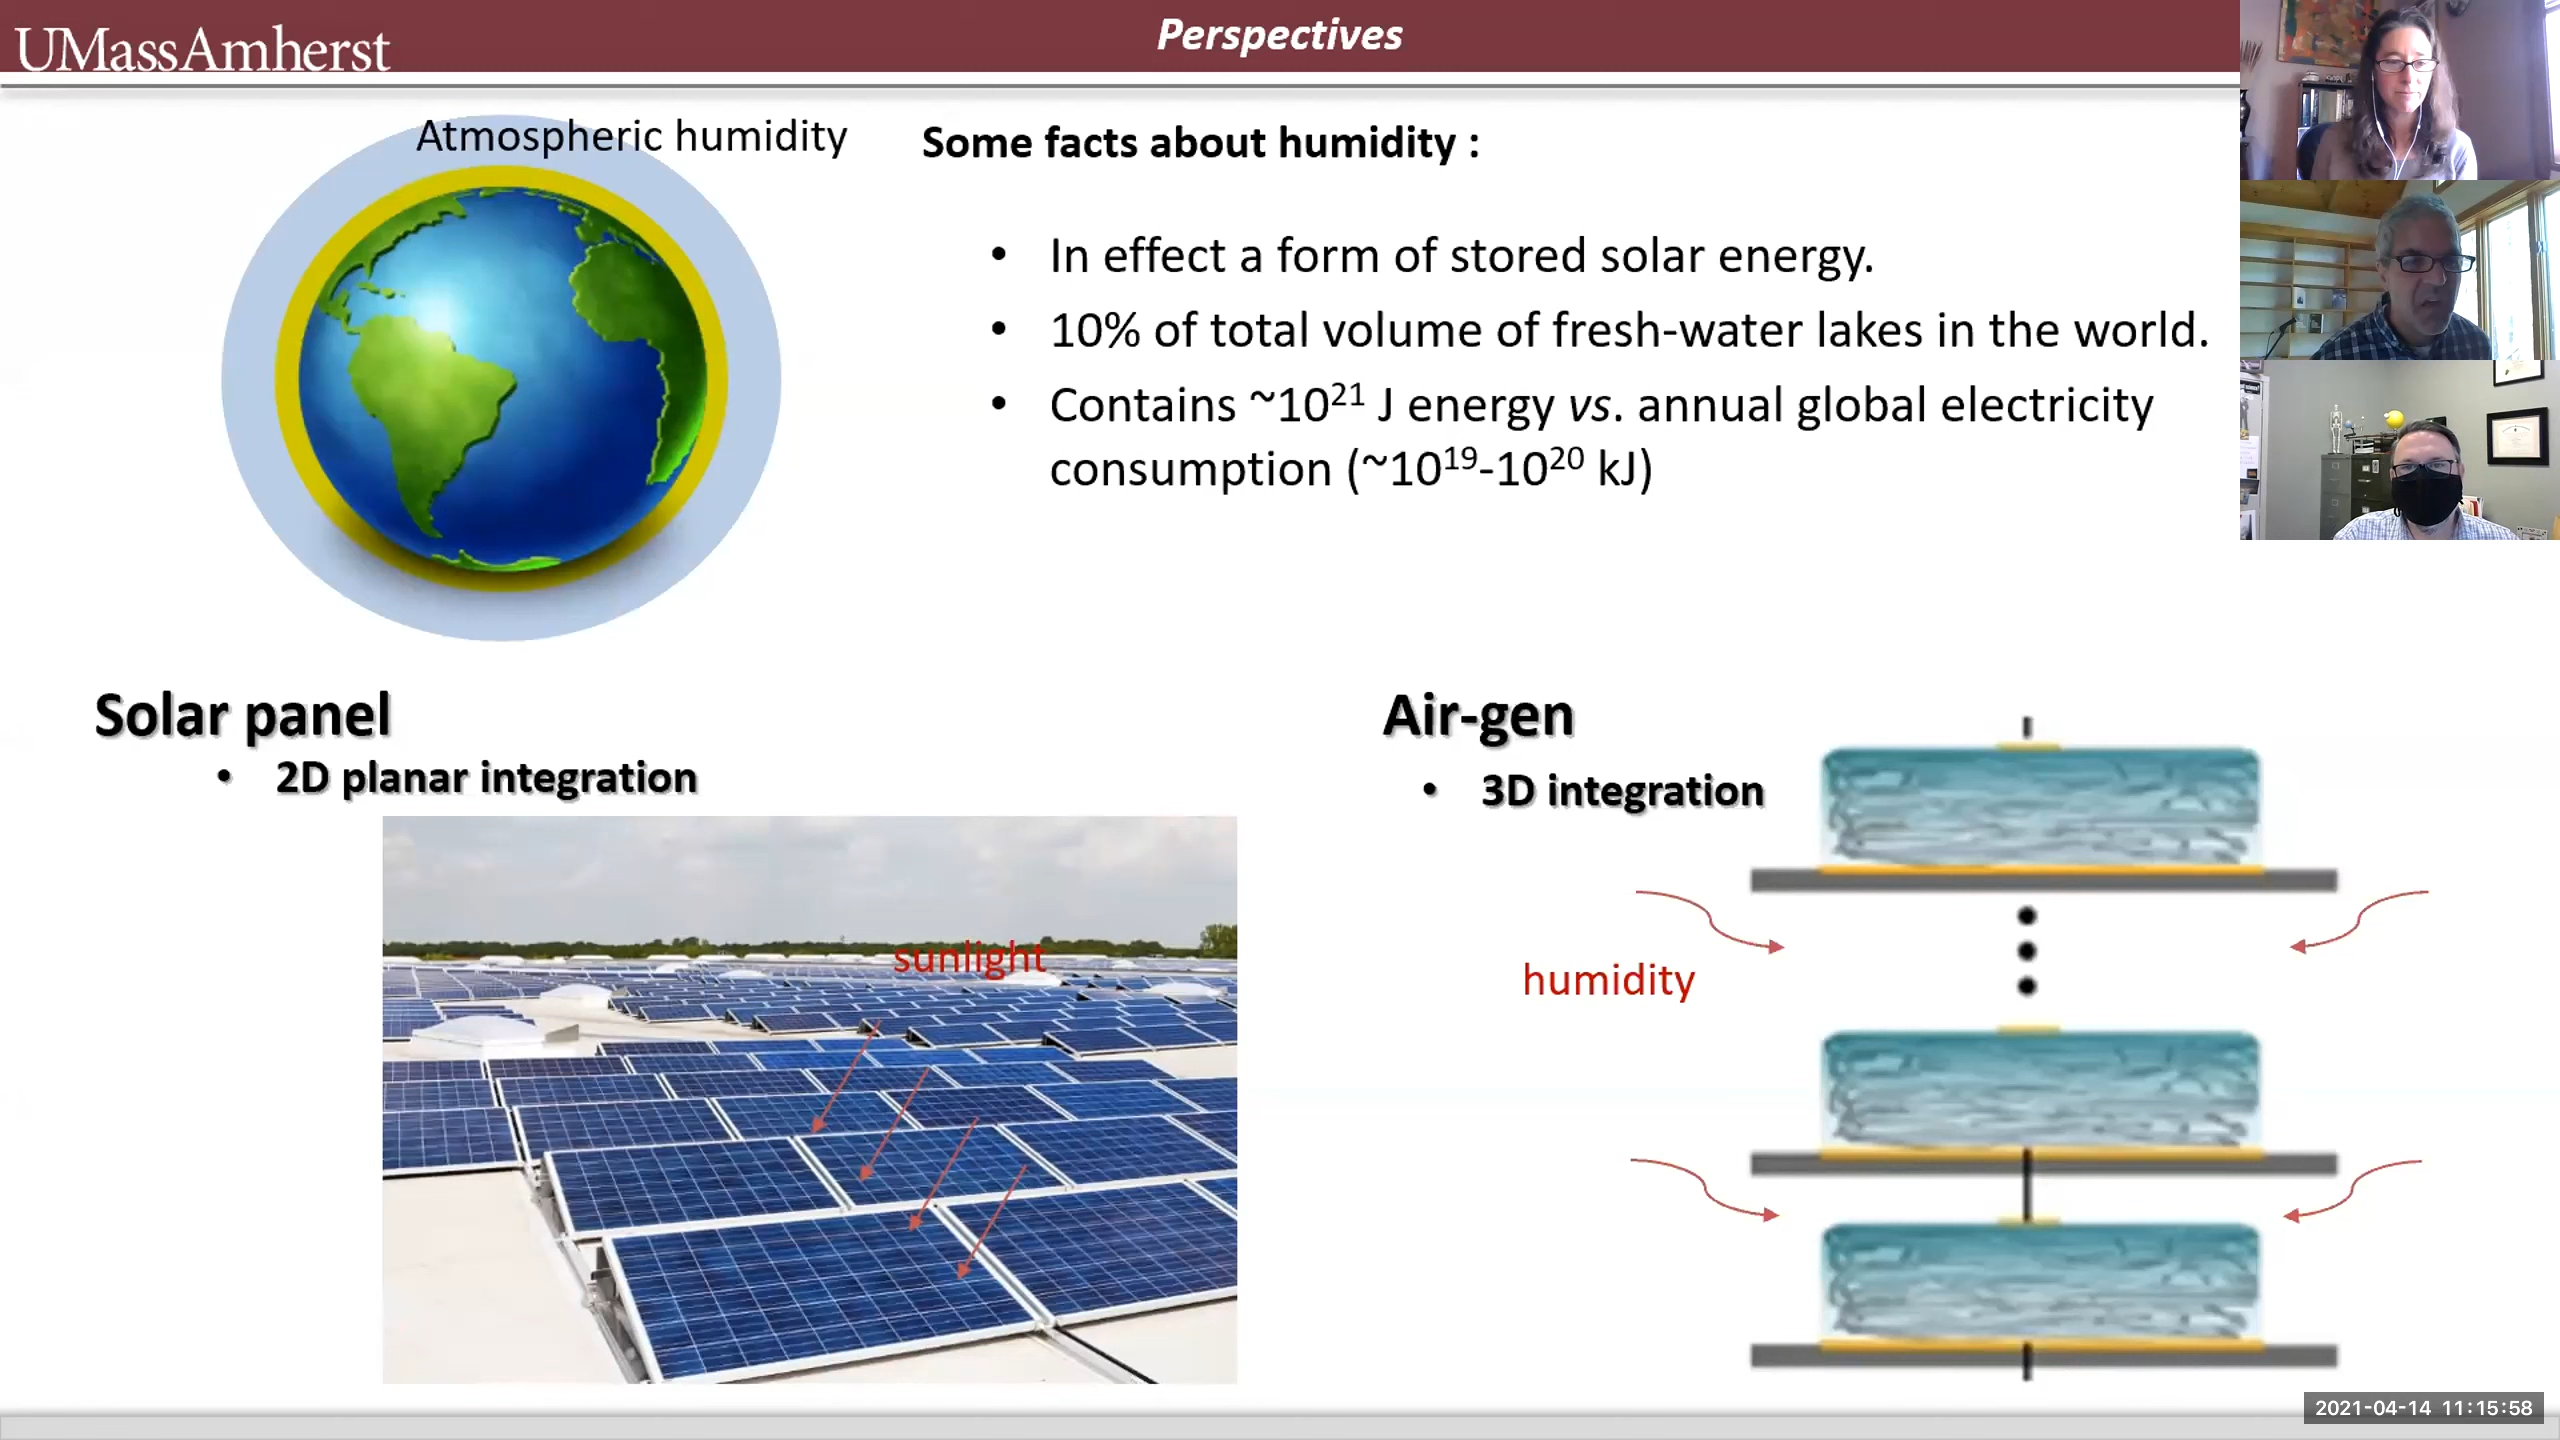 UMassAmherst
Perspectives
Atmospheric humidity
Some facts about humidity :
• In effect a form of stored solar energy.
• 10% of total volume of fresh-water lakes in the world.
• Contains ~10²¹ J energy vs. annual global electricity
consumption (~10¹⁹-10²⁰ kJ)
Solar panel
• 2D planar integration
sunlight
Air-gen
• 3D integration
humidity
2021-04-14 11:15:58